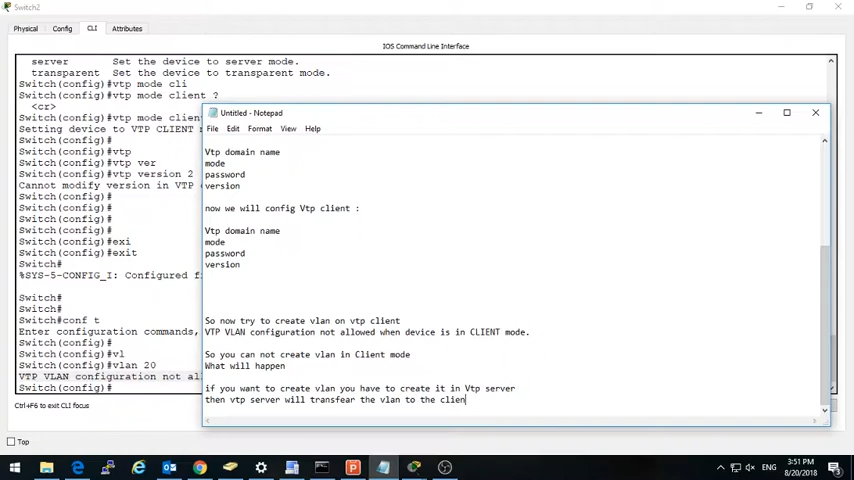 Switch2
Physical
Config
CLI
Attributes
IOS Command Line Interface
server Set the device to server mode.
transparent Set the device to transparent mode.
Switch(config)#vtp mode cli
Switch(config)#vtp mode client ?
<cr>
Switch(config)#vtp mode client
Setting device to VTP CLIENT
Switch(config)#
Switch(config)#vtp
Switch(config)#vtp ver
Switch(config)#vtp version 2
Cannot modify version in VTP
Switch(config)#
Switch(config)#
Switch(config)#
Switch(config)#
Switch(config)#exi
Switch(config)#exit
Switch#
%SYS-5-CONFIG_I: Configured
Switch#
Switch#
Switch#conf t
Enter configuration commands,
Switch(config)#
Switch(config)#vl
Switch(config)#vlan 20
VTP VLAN configuration not
Switch(config)#
Ctrl+F6 to exit CLI focus
Top
Untitled - Notepad
File Edit Format View Help
Vtp domain name
mode
password
version
now we will config Vtp client :
Vtp domain name
mode
password
version
So now try to create vlan on vtp client
VTP VLAN configuration not allowed when device is in CLIENT mode.
So you can not create vlan in Client mode
What will happen
if you want to create vlan you have to create it in Vtp server
then vtp server will transfear the vlan to the clien
ENG
3:51 PM
8/20/2018